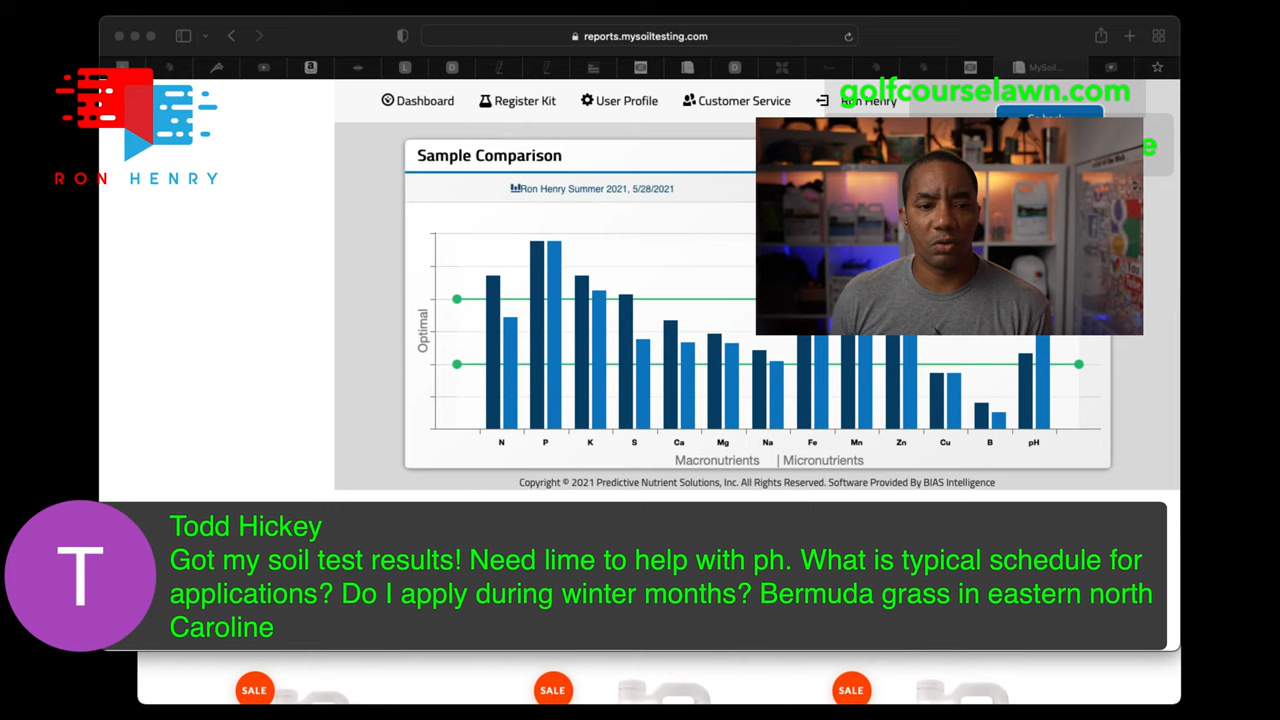 reports.mysoiltesting.com
MySoil...
golfcourselawn.com
Dashboard
Register Kit
User Profile
Customer Service
Ron Henry
RON HENRY
Sample Comparison
Ron Henry Summer 2021, 5/28/2021
Optimal
N P K S Ca Mg Na Fe Mn Zn Cu B pH
Macronutrients | Micronutrients
Copyright © 2021 Predictive Nutrient Solutions, Inc. All Rights Reserved. Software Provided By BIAS Intelligence
T
Todd Hickey
Got my soil test results! Need lime to help with ph. What is typical schedule for
applications? Do I apply during winter months? Bermuda grass in eastern north
Caroline
SALE
SALE
SALE